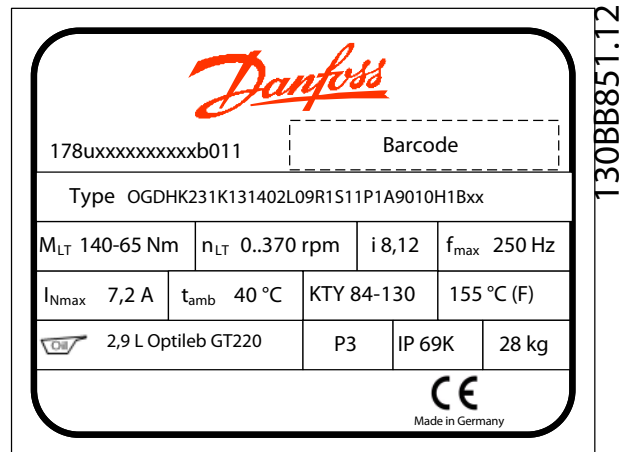 Danfoss
178uxxxxxxxxxxb011
Barcode
Type OGDHK231K131402L09R1S11P1A9010H1Bxx
MLT 140-65 Nm nLT 0..370 rpm i 8,12 fmax 250 Hz
INmax 7,2 A tamb 40 °C KTY 84-130 155 °C (F)
Oil 2,9 L Optileb GT220 P3 IP 69K 28 kg
CE
Made in Germany
130BB851.12